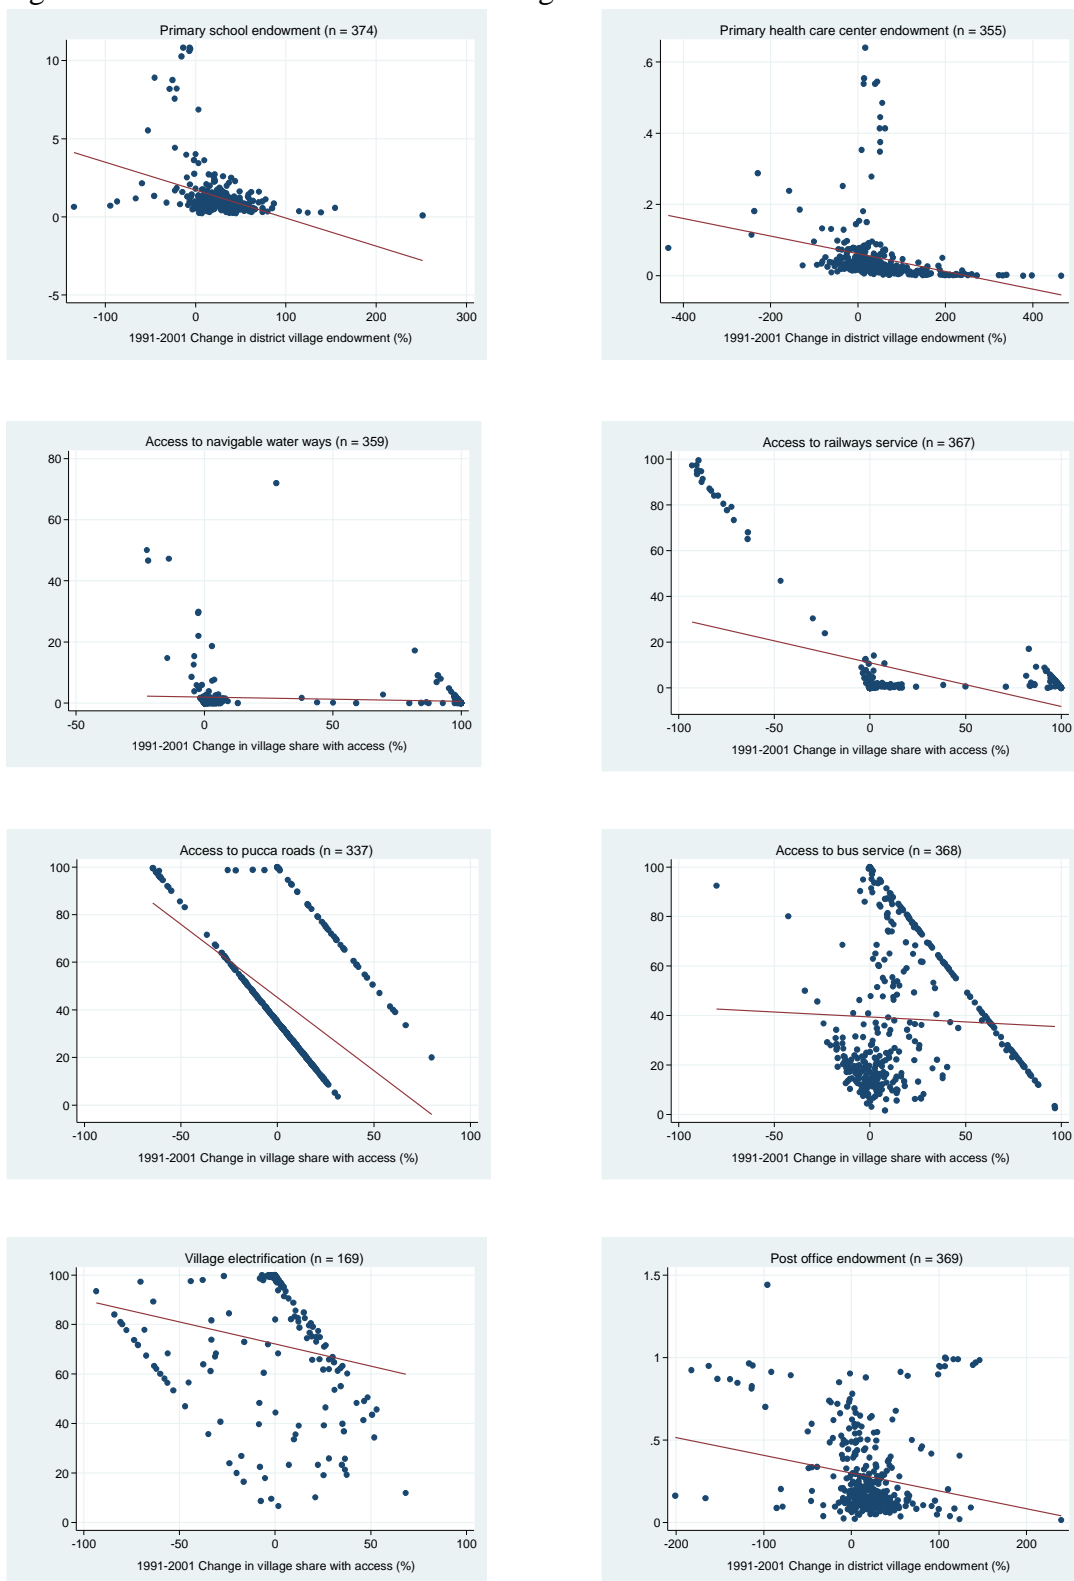 Primary school endowment (n = 374)
10
5
0
-5
-100 0 100 200 300
1991-2001 Change in district village endowment (%)
Primary health care center endowment (n = 355)
.6
.4
.2
0
-400 -200 0 200 400
1991-2001 Change in district village endowment (%)
Access to navigable water ways (n = 359)
80
60
40
20
0
-50 0 50 100
1991-2001 Change in village share with access (%)
Access to railways service (n = 367)
100
80
60
40
20
0
-100 -50 0 50 100
1991-2001 Change in village share with access (%)
Access to pucca roads (n = 337)
100
80
60
40
20
0
-100 -50 0 50 100
1991-2001 Change in village share with access (%)
Access to bus service (n = 368)
100
80
60
40
20
0
-100 -50 0 50 100
1991-2001 Change in village share with access (%)
Village electrification (n = 169)
100
80
60
40
20
0
-100 -50 0 50 100
1991-2001 Change in village share with access (%)
Post office endowment (n = 369)
1.5
1
.5
0
-200 -100 0 100 200
1991-2001 Change in district village endowment (%)